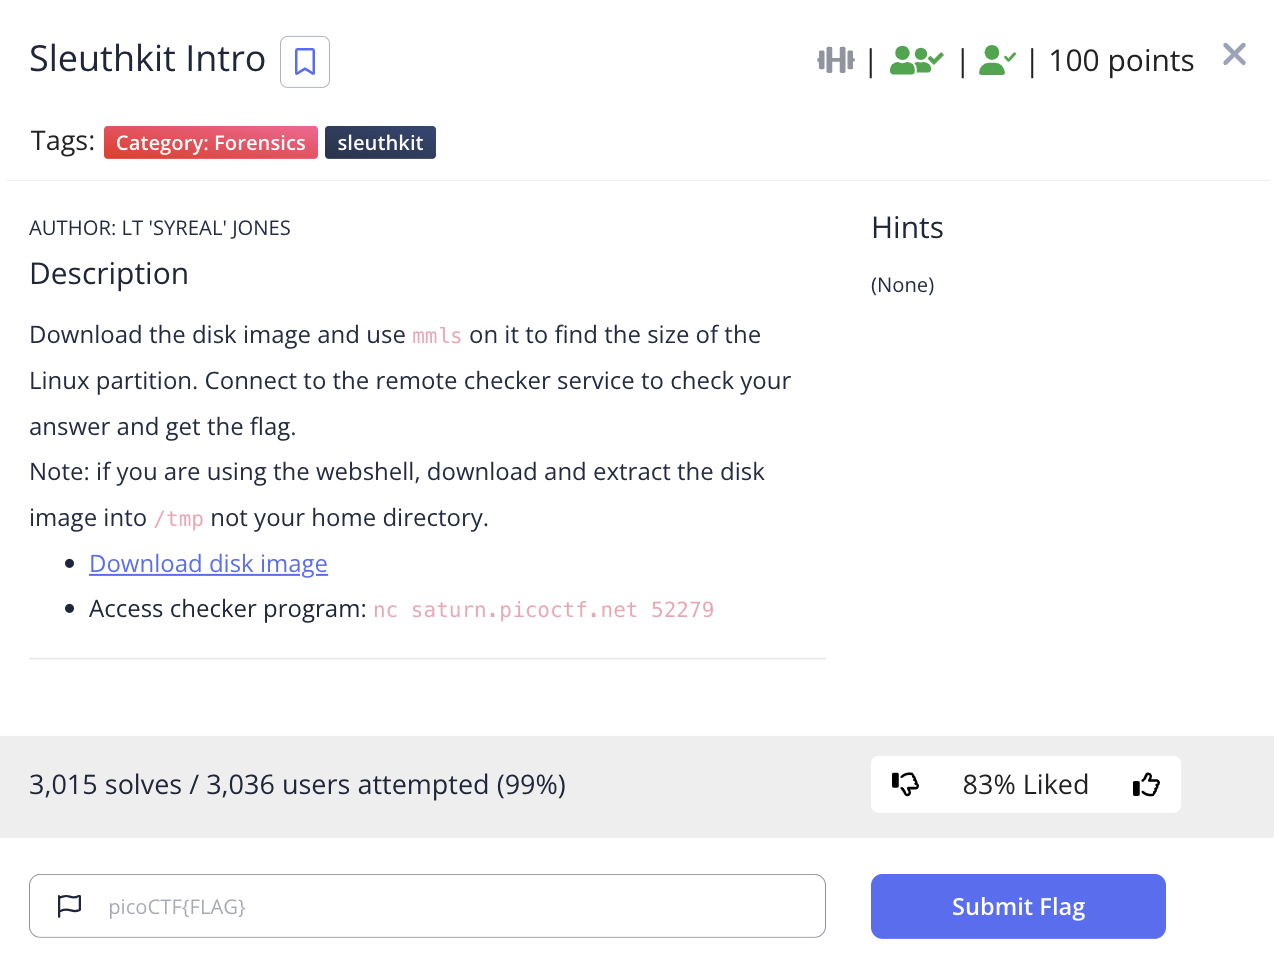 Sleuthkit Intro
| | | 100 points
Tags: Category: Forensics sleuthkit
AUTHOR: LT 'SYREAL' JONES
Description
Download the disk image and use mmls on it to find the size of the
Linux partition. Connect to the remote checker service to check your
answer and get the flag.
Note: if you are using the webshell, download and extract the disk
image into /tmp not your home directory.
• Download disk image
• Access checker program: nc saturn.picoctf.net 52279
Hints
(None)
3,015 solves / 3,036 users attempted (99%)
83% Liked
picoCTF{FLAG}
Submit Flag